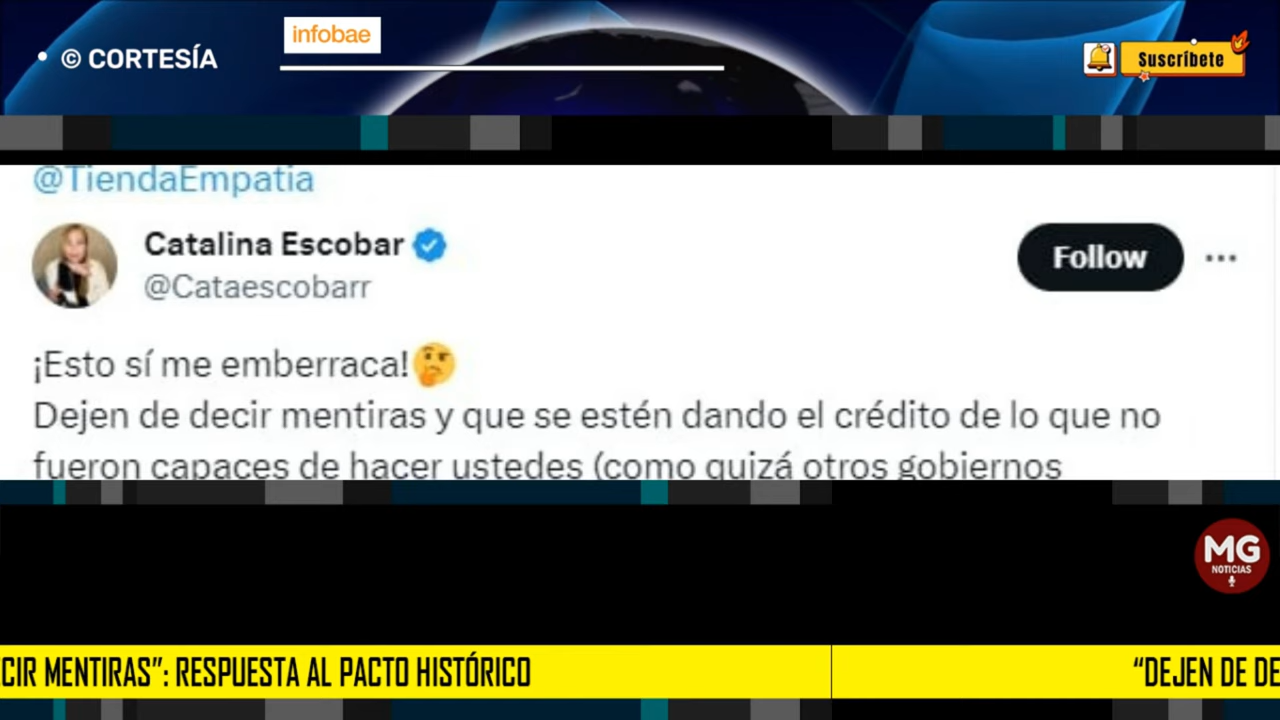 © CORTESÍA
infobae
Suscríbete
@TiendaEmpatia
Catalina Escobar
@Cataescobarr
Follow
¡Esto sí me emberraca!🤔
Dejen de decir mentiras y que se estén dando el crédito de lo que no
fueron capaces de hacer ustedes (como quizá otros gobiernos
MG
NOTICIAS
CIR MENTIRAS”: RESPUESTA AL PACTO HISTÓRICO
“DEJEN DE DE